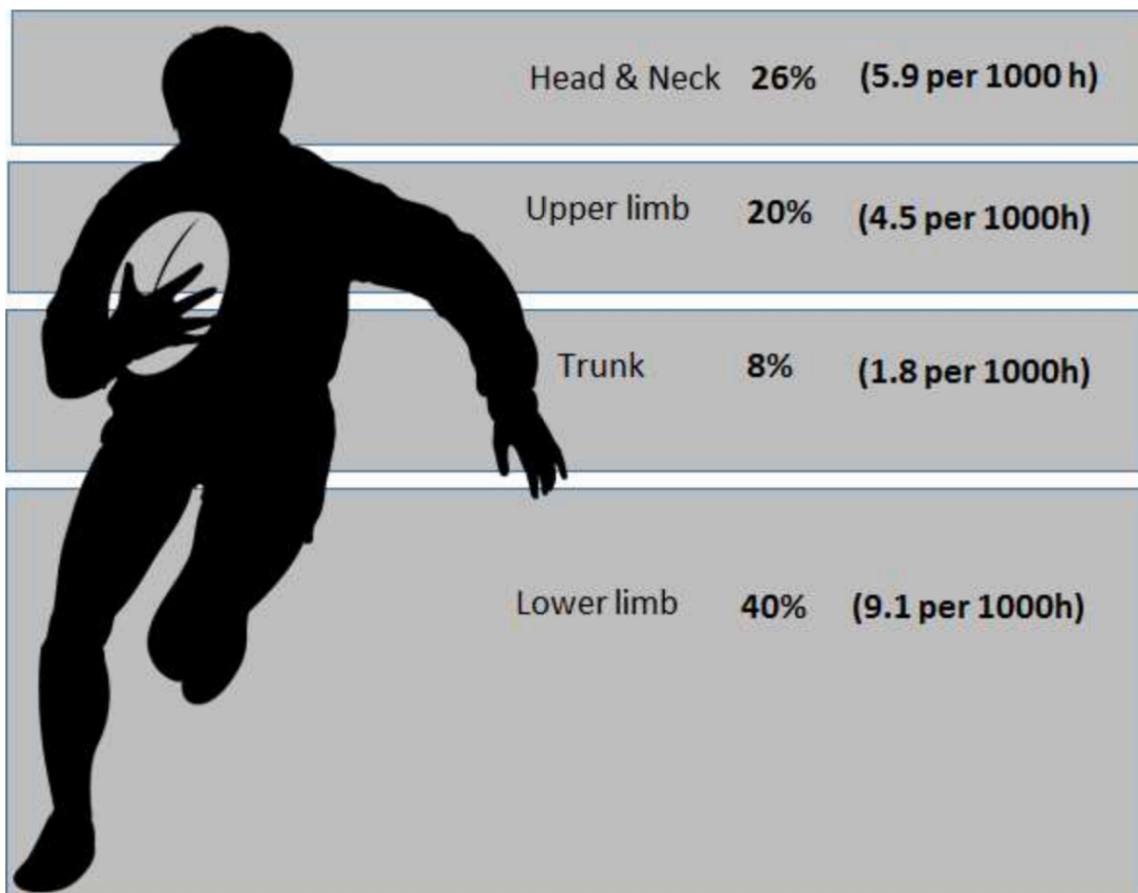 Head & Neck 26% (5.9 per 1000 h)
Upper limb 20% (4.5 per 1000h)
Trunk 8% (1.8 per 1000h)
Lower limb 40% (9.1 per 1000h)